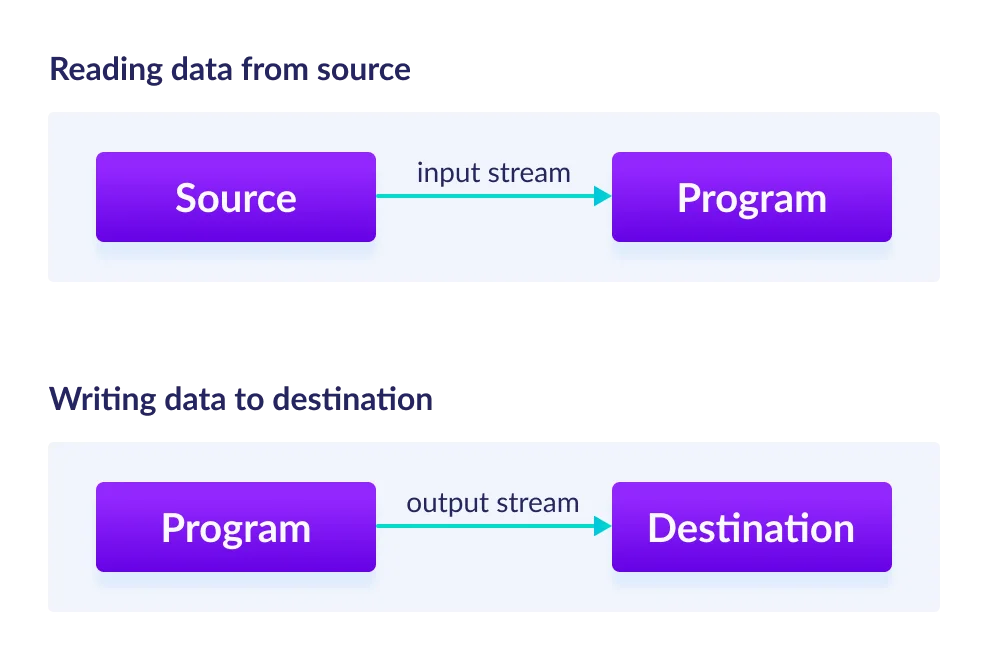 Reading data from source
Source
input stream
Program
Writing data to destination
Program
output stream
Destination